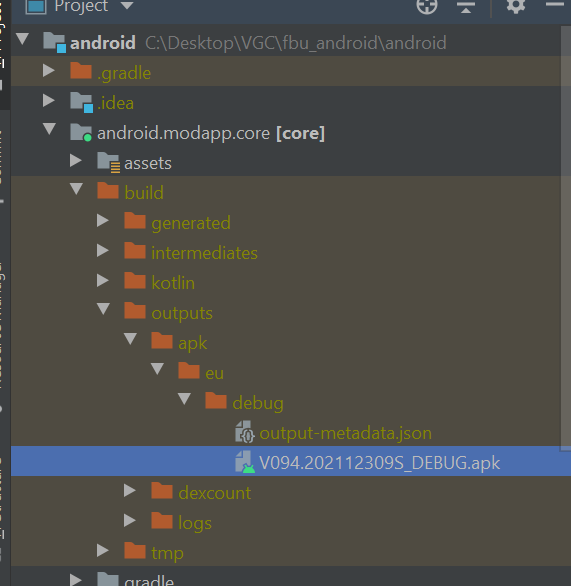 Project
android C:\Desktop\VGC\fbu_android\android
.gradle
.idea
android.modapp.core [core]
assets
build
generated
intermediates
kotlin
outputs
apk
eu
debug
output-metadata.json
V094.202112309S_DEBUG.apk
dexcount
logs
tmp
gradle